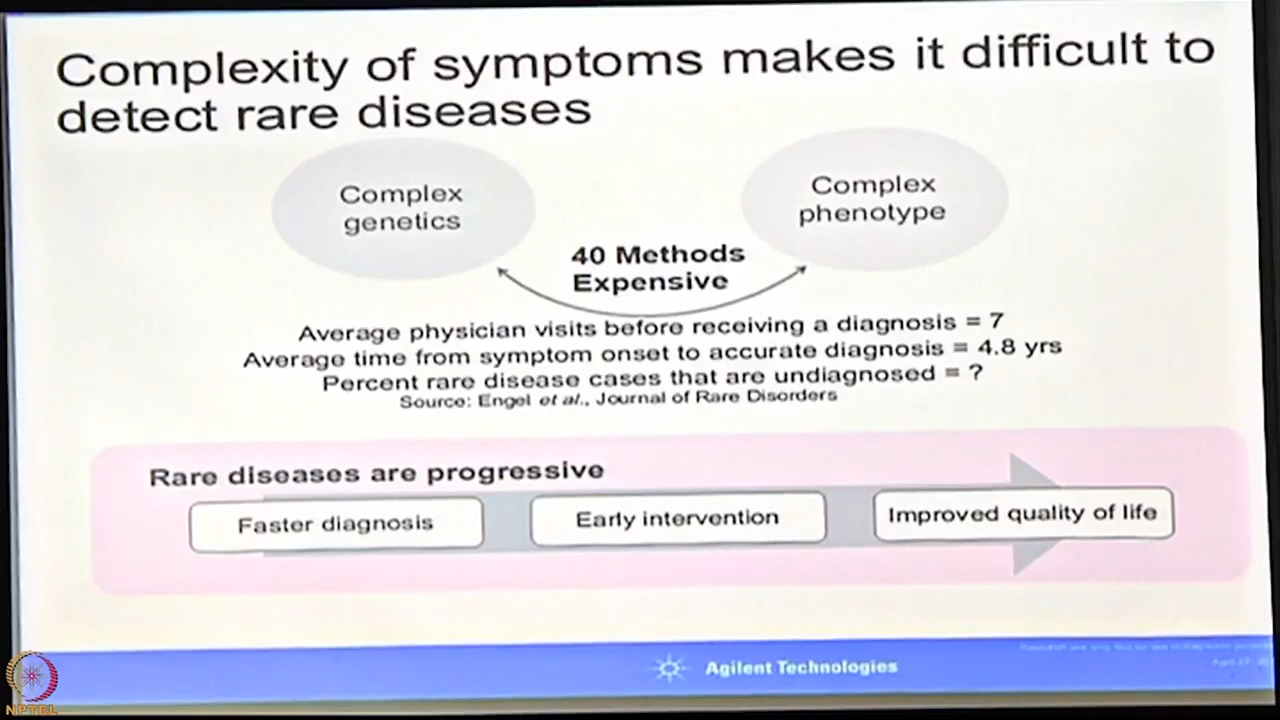 Complexity of symptoms makes it difficult to
detect rare diseases
Complex
genetics
Complex
phenotype
40 Methods
Expensive
Average physician visits before receiving a diagnosis = 7
Average time from symptom onset to accurate diagnosis = 4.8 yrs
Percent rare disease cases that are undiagnosed = ?
Source: Engel et al., Journal of Rare Disorders
Rare diseases are progressive
Faster diagnosis
Early intervention
Improved quality of life
Agilent Technologies
NPTEL